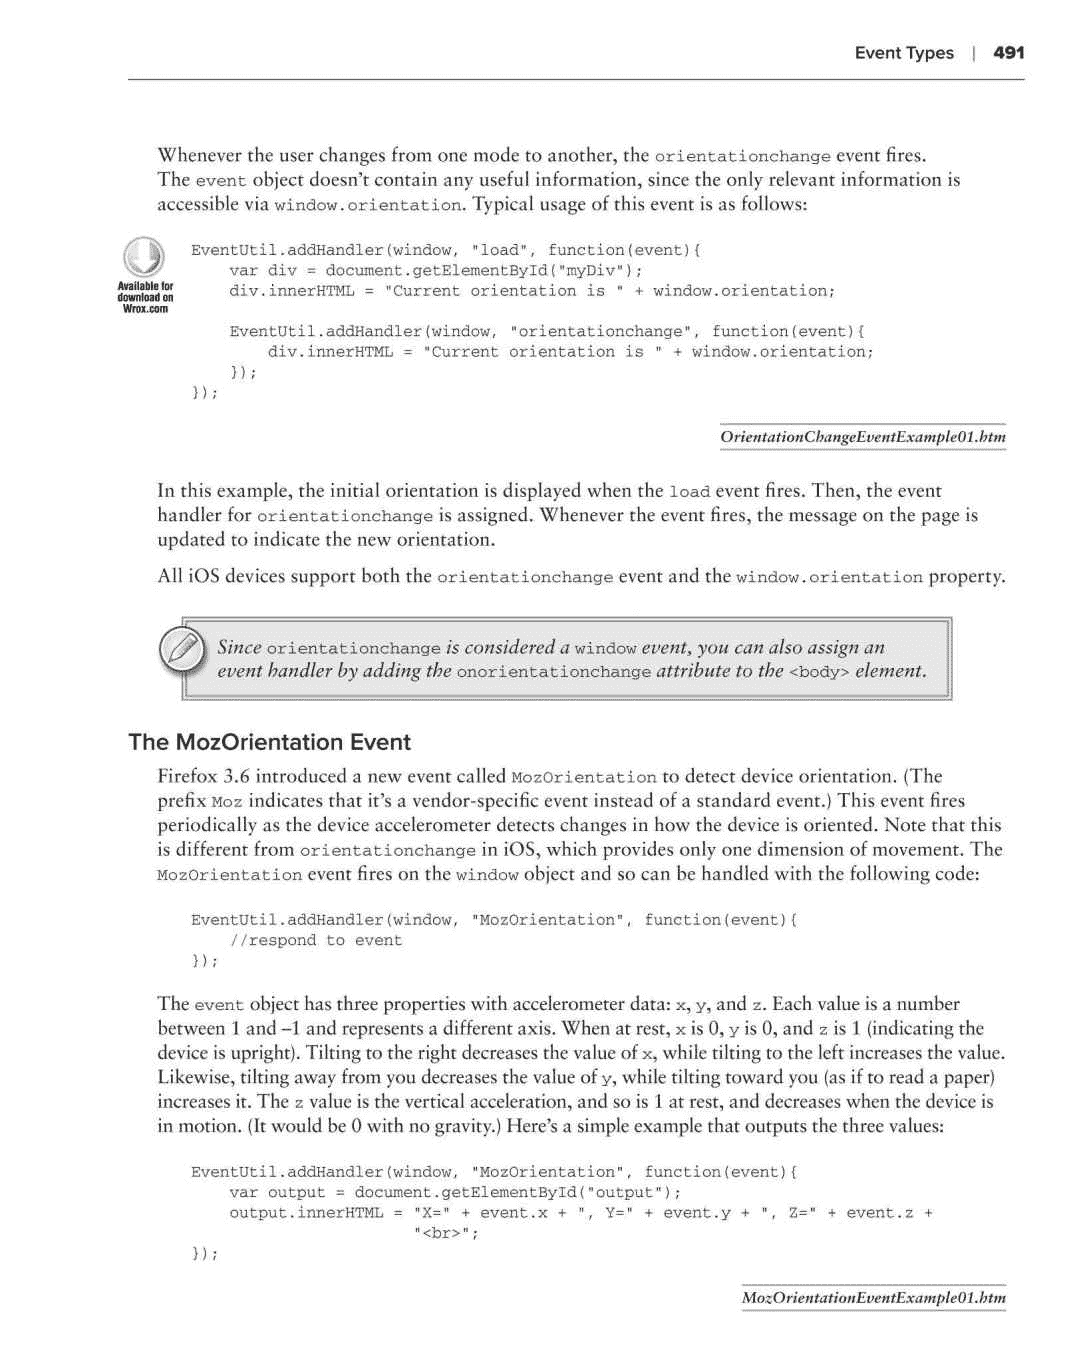 Event Types | 491
Whenever the user changes from one mode to another, the orientationchange event fires.
The event object doesn't contain any useful information, since the only relevant information is
accessible via window.orientation. Typical usage of this event is as follows:
EventUtil.addHandler(window, "load", function(event){
    var div = document.getElementById("myDiv");
    div.innerHTML = "Current orientation is " + window.orientation;
    EventUtil.addHandler(window, "orientationchange", function(event){
        div.innerHTML = "Current orientation is " + window.orientation;
    });
});
Available for
download on
Wrox.com
OrientationChangeEventExample01.htm
In this example, the initial orientation is displayed when the load event fires. Then, the event
handler for orientationchange is assigned. Whenever the event fires, the message on the page is
updated to indicate the new orientation.
All iOS devices support both the orientationchange event and the window.orientation property.
Since orientationchange is considered a window event, you can also assign an
event handler by adding the onorientationchange attribute to the <body> element.
The MozOrientation Event
Firefox 3.6 introduced a new event called MozOrientation to detect device orientation. (The
prefix Moz indicates that it's a vendor-specific event instead of a standard event.) This event fires
periodically as the device accelerometer detects changes in how the device is oriented. Note that this
is different from orientationchange in iOS, which provides only one dimension of movement. The
MozOrientation event fires on the window object and so can be handled with the following code:
EventUtil.addHandler(window, "MozOrientation", function(event){
    //respond to event
});
The event object has three properties with accelerometer data: x, y, and z. Each value is a number
between 1 and –1 and represents a different axis. When at rest, x is 0, y is 0, and z is 1 (indicating the
device is upright). Tilting to the right decreases the value of x, while tilting to the left increases the value.
Likewise, tilting away from you decreases the value of y, while tilting toward you (as if to read a paper)
increases it. The z value is the vertical acceleration, and so is 1 at rest, and decreases when the device is
in motion. (It would be 0 with no gravity.) Here's a simple example that outputs the three values:
EventUtil.addHandler(window, "MozOrientation", function(event){
    var output = document.getElementById("output");
    output.innerHTML = "X=" + event.x + ", Y=" + event.y + ", Z=" + event.z +
                       "<br>";
});
MozOrientationEventExample01.htm